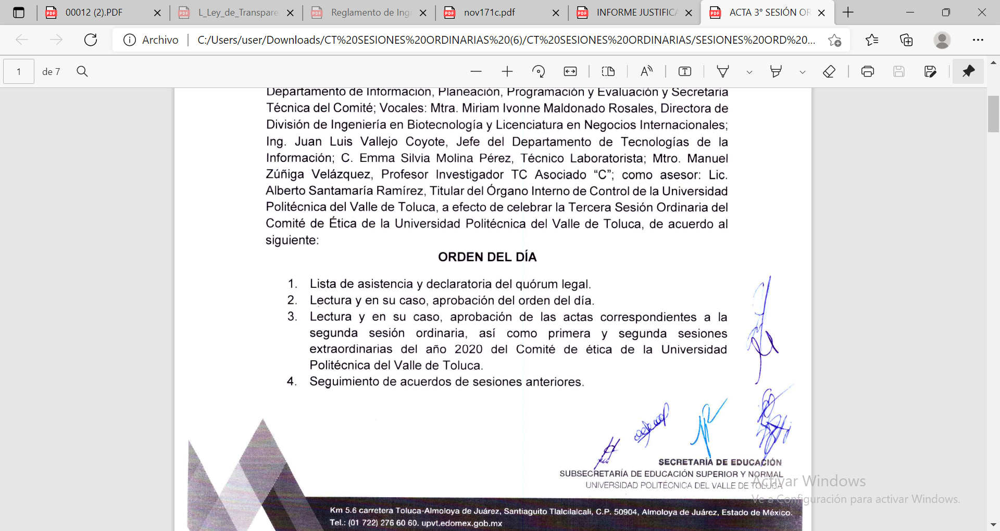 00012 (2).PDF
L_Ley_de_Transpare
Reglamento de Ingr
nov171c.pdf
INFORME JUSTIFICA
ACTA 3° SESIÓN OR
Archivo
C:/Users/user/Downloads/CT%20SESIONES%20ORDINARIAS%20(6)/CT%20SESIONES%20ORDINARIAS/SESIONES%20ORD%20...
1 de 7
Departamento de Información, Planeación, Programación y Evaluación y Secretaria
Técnica del Comité; Vocales: Mtra. Miriam Ivonne Maldonado Rosales, Directora de
División de Ingeniería en Biotecnología y Licenciatura en Negocios Internacionales;
Ing. Juan Luis Vallejo Coyote, Jefe del Departamento de Tecnologías de la
Información; C. Emma Silvia Molina Pérez, Técnico Laboratorista; Mtro. Manuel
Zúñiga Velázquez, Profesor Investigador TC Asociado “C”; como asesor: Lic.
Alberto Santamaría Ramírez, Titular del Órgano Interno de Control de la Universidad
Politécnica del Valle de Toluca, a efecto de celebrar la Tercera Sesión Ordinaria del
Comité de Ética de la Universidad Politécnica del Valle de Toluca, de acuerdo al
siguiente:
ORDEN DEL DÍA
1. Lista de asistencia y declaratoria del quórum legal.
2. Lectura y en su caso, aprobación del orden del día.
3. Lectura y en su caso, aprobación de las actas correspondientes a la
segunda sesión ordinaria, así como primera y segunda sesiones
extraordinarias del año 2020 del Comité de ética de la Universidad
Politécnica del Valle de Toluca.
4. Seguimiento de acuerdos de sesiones anteriores.
SECRETARÍA DE EDUCACIÓN
SUBSECRETARÍA DE EDUCACIÓN SUPERIOR Y NORMAL
UNIVERSIDAD POLITÉCNICA DEL VALLE DE TOLUCA
Activar Windows
Ve a Configuración para activar Windows.
Km 5.6 carretera Toluca-Almoloya de Juárez, Santiaguito Tlalcilalcali, C.P. 50904, Almoloya de Juárez, Estado de México.
Tel.: (01 722) 276 60 60. upvt.edomex.gob.mx